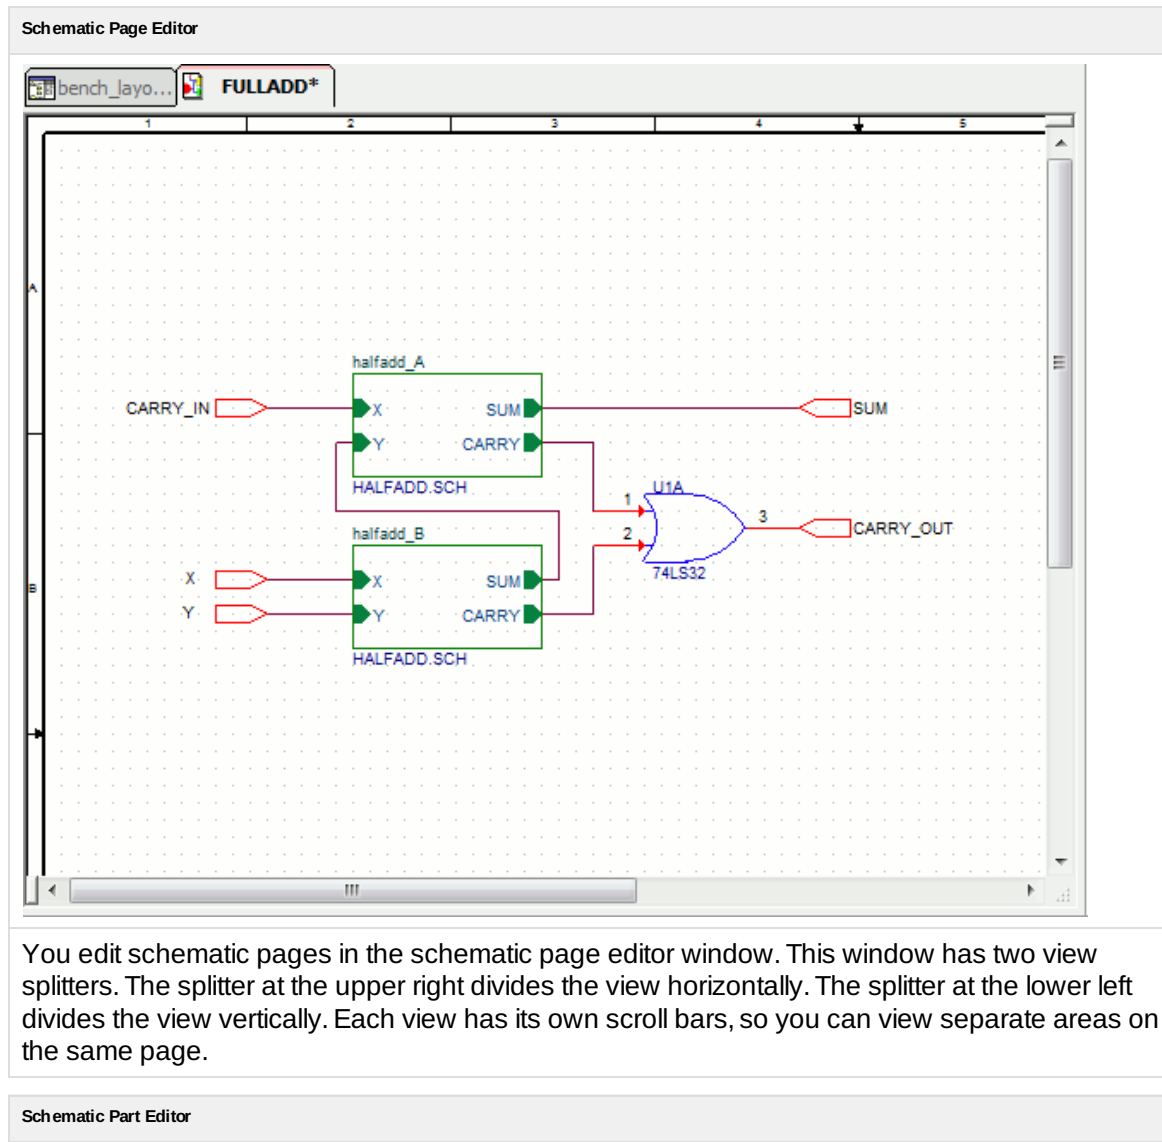 Schematic Page Editor
bench_layo... FULLADD*
1 2 3 4 5
A
halfadd_A
CARRY_IN X SUM SUM
Y CARRY
HALFADD.SCH U1A
1
3 CARRY_OUT
halfadd_B 2
74LS32
X X SUM
B
Y Y CARRY
HALFADD.SCH
You edit schematic pages in the schematic page editor window. This window has two view
splitters. The splitter at the upper right divides the view horizontally. The splitter at the lower left
divides the view vertically. Each view has its own scroll bars, so you can view separate areas on
the same page.
Schematic Part Editor